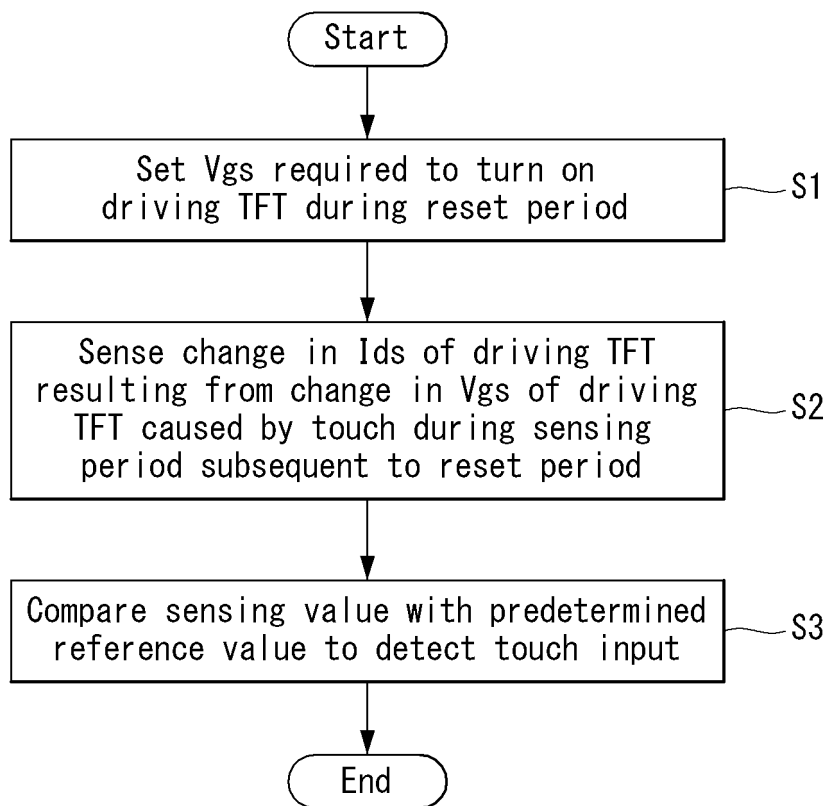 Start
Set Vgs required to turn on
driving TFT during reset period
S1
Sense change in Ids of driving TFT
resulting from change in Vgs of driving
TFT caused by touch during sensing
period subsequent to reset period
S2
Compare sensing value with predetermined
reference value to detect touch input
S3
End